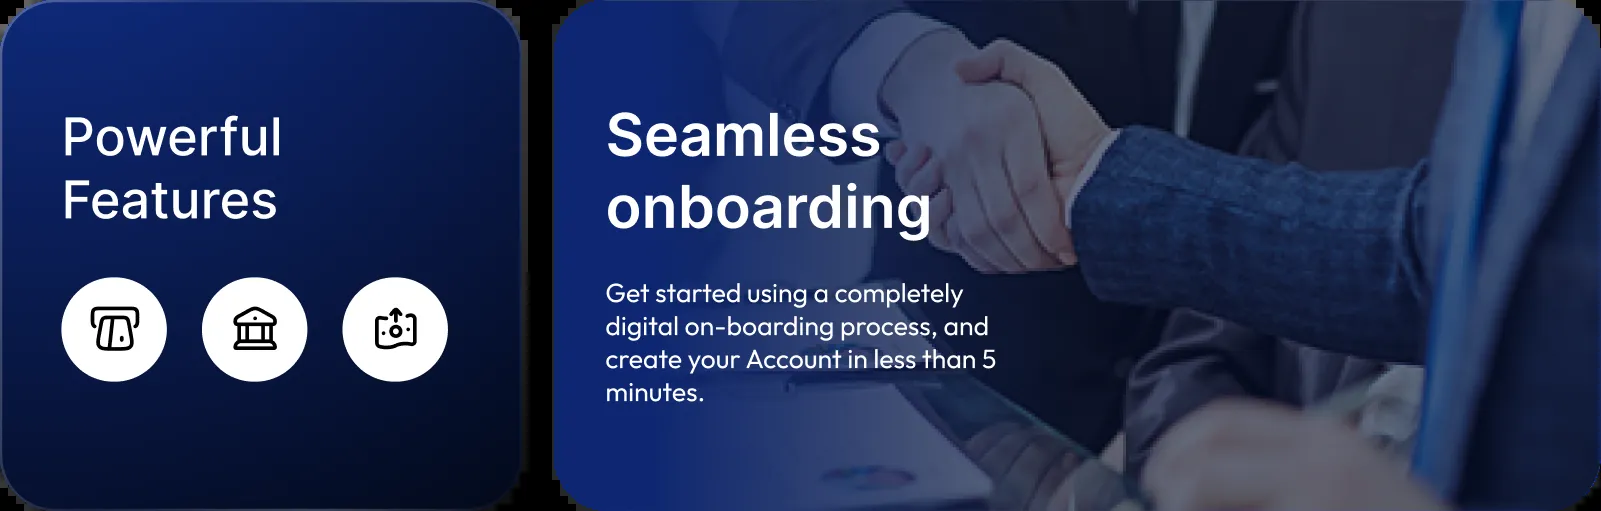 Powerful
Features
Seamless
onboarding
Get started using a completely
digital on-boarding process, and
create your Account in less than 5
minutes.